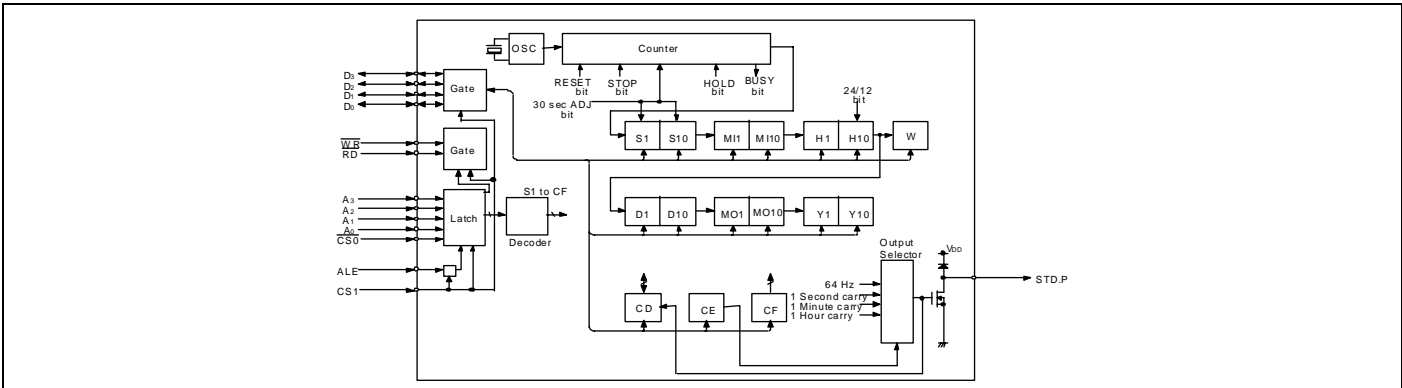 OSC
Counter
RESET
bit
STOP
bit
HOLD
bit
BUSY
bit
30 sec ADJ
bit
24/12
bit
D3
D2
D1
D0
Gate
WR
RD
Gate
S1
S10
MI1
MI10
H1
H10
W
A3
A2
A1
A0
CS0
Latch
S1 to CF
Decoder
D1
D10
MO1
MO10
Y1
Y10
ALE
CS1
Output
Selector
VDD
64 Hz
1 Second carry
1 Minute carry
1 Hour carry
CD
CE
CF
STD.P